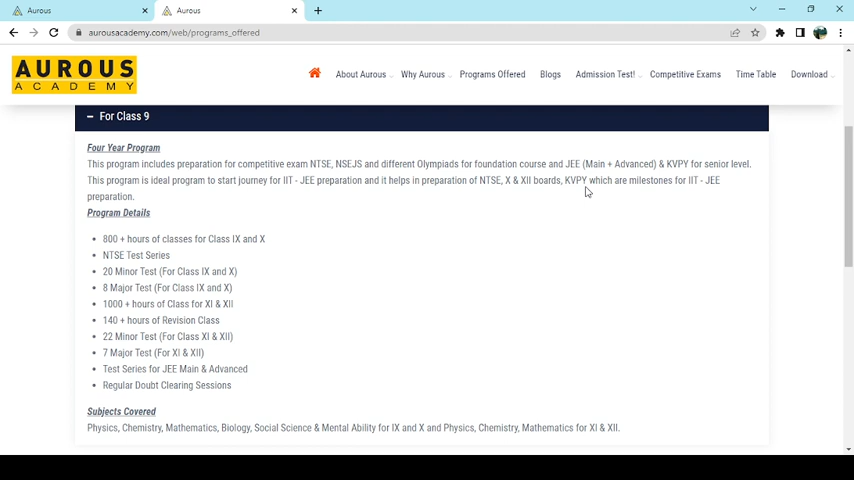 Aurous
Aurous
aurousacademy.com/web/programs_offered
AUROUS
ACADEMY
About Aurous
Why Aurous
Programs Offered
Blogs
Admission Test!
Competitive Exams
Time Table
Download
For Class 9
Four Year Program
This program includes preparation for competitive exam NTSE, NSEJS and different Olympiads for foundation course and JEE (Main + Advanced) & KVPY for senior level.
This program is ideal program to start journey for IIT - JEE preparation and it helps in preparation of NTSE, X & XII boards, KVPY which are milestones for IIT - JEE
preparation.
Program Details
800 + hours of classes for Class IX and X
NTSE Test Series
20 Minor Test (For Class IX and X)
8 Major Test (For Class IX and X)
1000 + hours of Class for XI & XII
140 + hours of Revision Class
22 Minor Test (For Class XI & XII)
7 Major Test (For XI & XII)
Test Series for JEE Main & Advanced
Regular Doubt Clearing Sessions
Subjects Covered
Physics, Chemistry, Mathematics, Biology, Social Science & Mental Ability for IX and X and Physics, Chemistry, Mathematics for XI & XII.